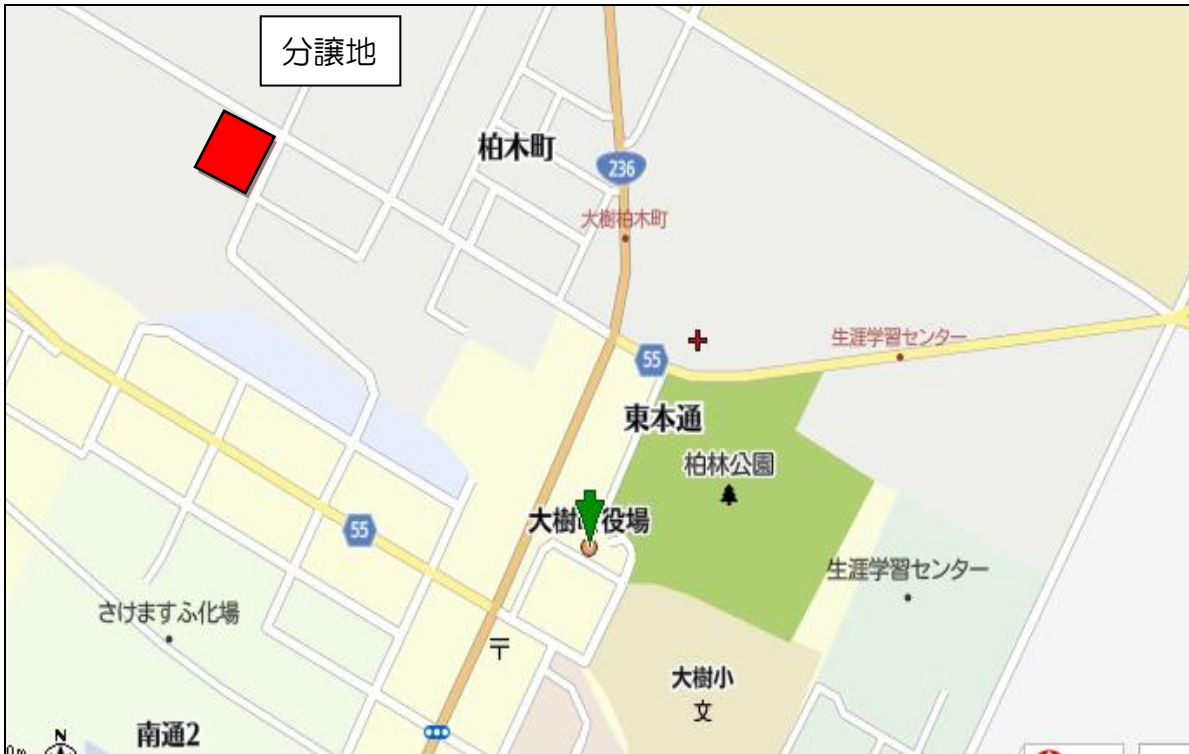 分譲地
柏木町
236
大樹柏木町
生涯学習センター
55
東本通
柏林公園
大樹 役場
55
生涯学習センター
さけますふ化場
〒
大樹小
文
南通2
N